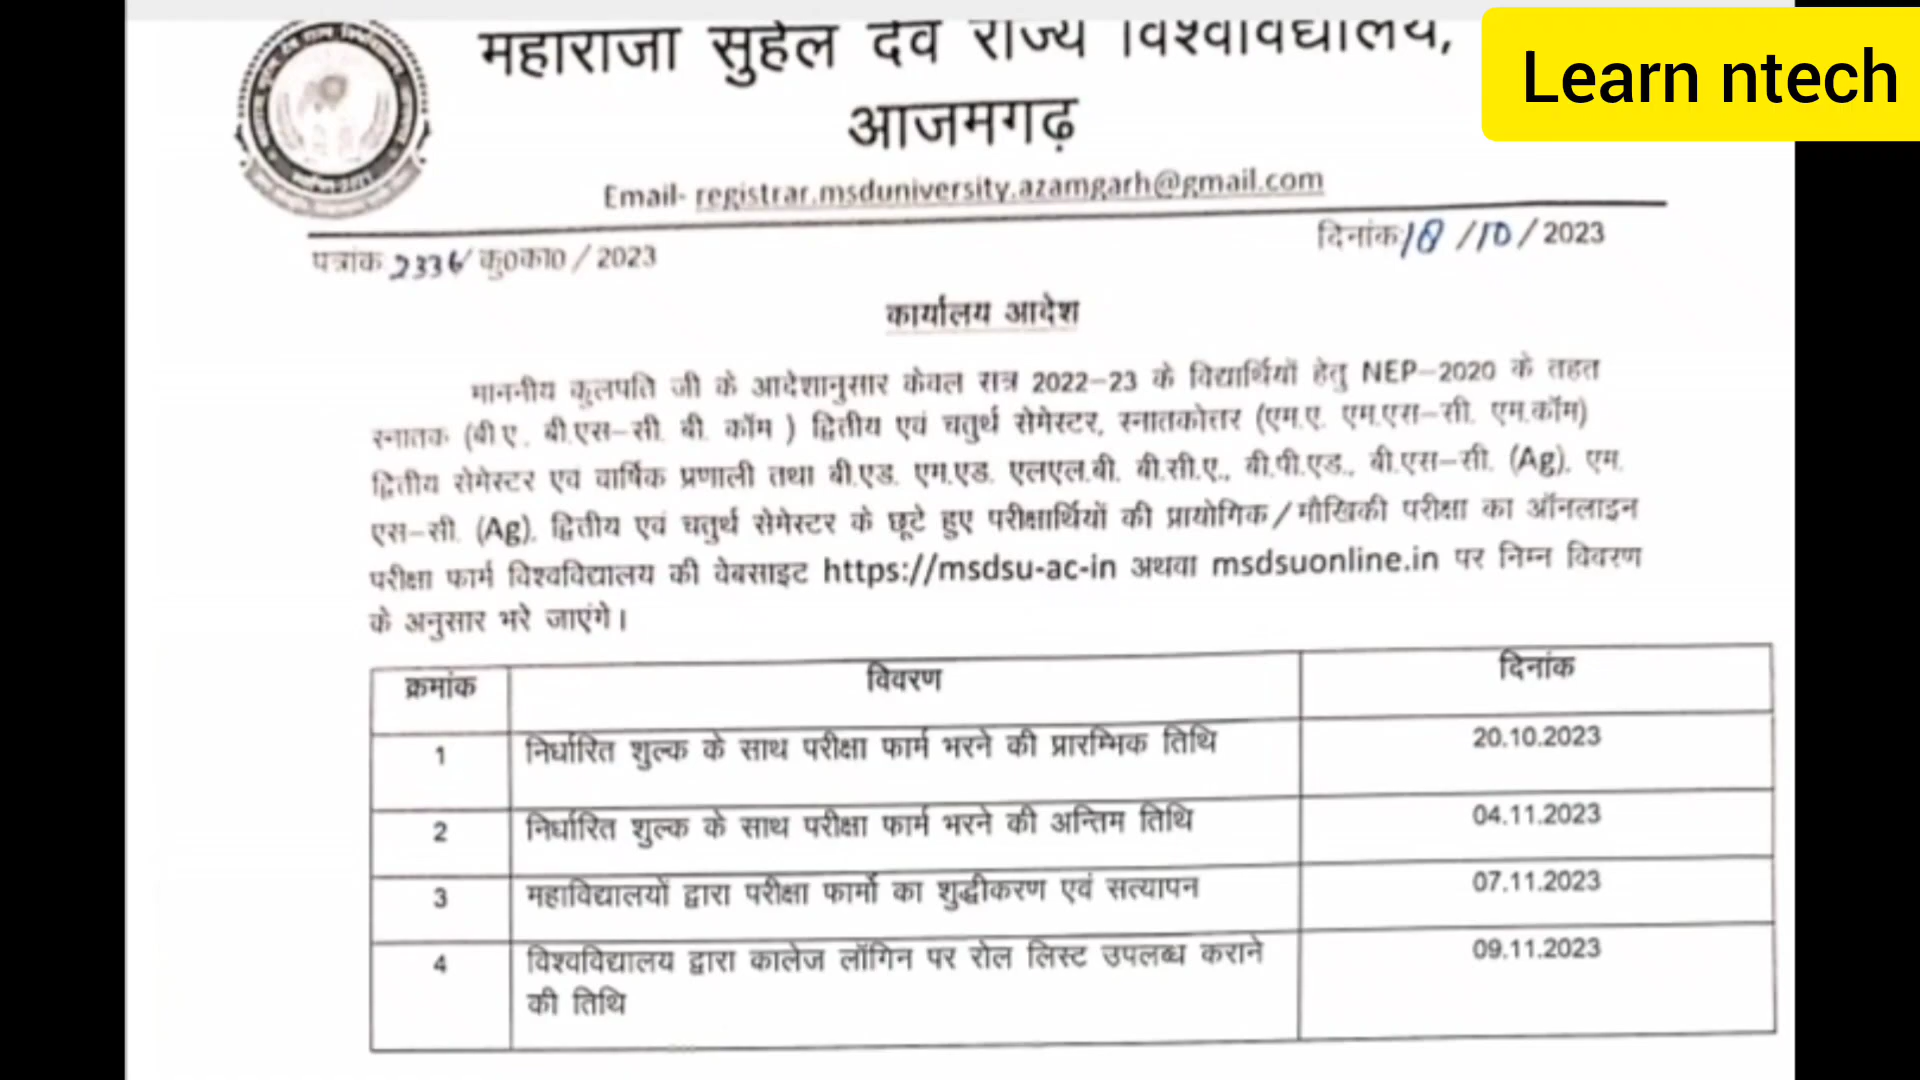 महाराजा सुहेल देव राज्य विश्वविद्यालय,
Learn ntech
आजमगढ़
Email- registrar.msduniversity.azamgarh@gmail.com
पत्रांक 2336/कु0का0/2023
दिनांक 18/10/2023
कार्यालय आदेश
माननीय कुलपति जी के आदेशानुसार केवल सत्र 2022-23 के विद्यार्थियों हेतु NEP-2020 के तहत
स्नातक (बी.ए. बी.एस-सी. बी. कॉम ) द्वितीय एवं चतुर्थ सेमेस्टर, स्नातकोत्तर (एम.ए. एम.एस-सी. एम.कॉम)
द्वितीय सेमेस्टर एवं वार्षिक प्रणाली तथा बी.एड. एम.एड. एलएल.बी. बी.सी.ए., बी.पी.एड., बी.एस-सी. (Ag), एम.
एस-सी. (Ag), द्वितीय एवं चतुर्थ सेमेस्टर के छूटे हुए परीक्षार्थियों की प्रायोगिक/मौखिकी परीक्षा का ऑनलाइन
परीक्षा फार्म विश्वविद्यालय की वेबसाइट https://msdsu-ac-in अथवा msdsuonline.in पर निम्न विवरण
के अनुसार भरे जाएंगे।
क्रमांक विवरण दिनांक
1 निर्धारित शुल्क के साथ परीक्षा फार्म भरने की प्रारम्भिक तिथि 20.10.2023
2 निर्धारित शुल्क के साथ परीक्षा फार्म भरने की अन्तिम तिथि 04.11.2023
3 महाविद्यालयों द्वारा परीक्षा फार्मो का शुद्धीकरण एवं सत्यापन 07.11.2023
4 विश्वविद्यालय द्वारा कालेज लॉगिन पर रोल लिस्ट उपलब्ध कराने 09.11.2023
की तिथि